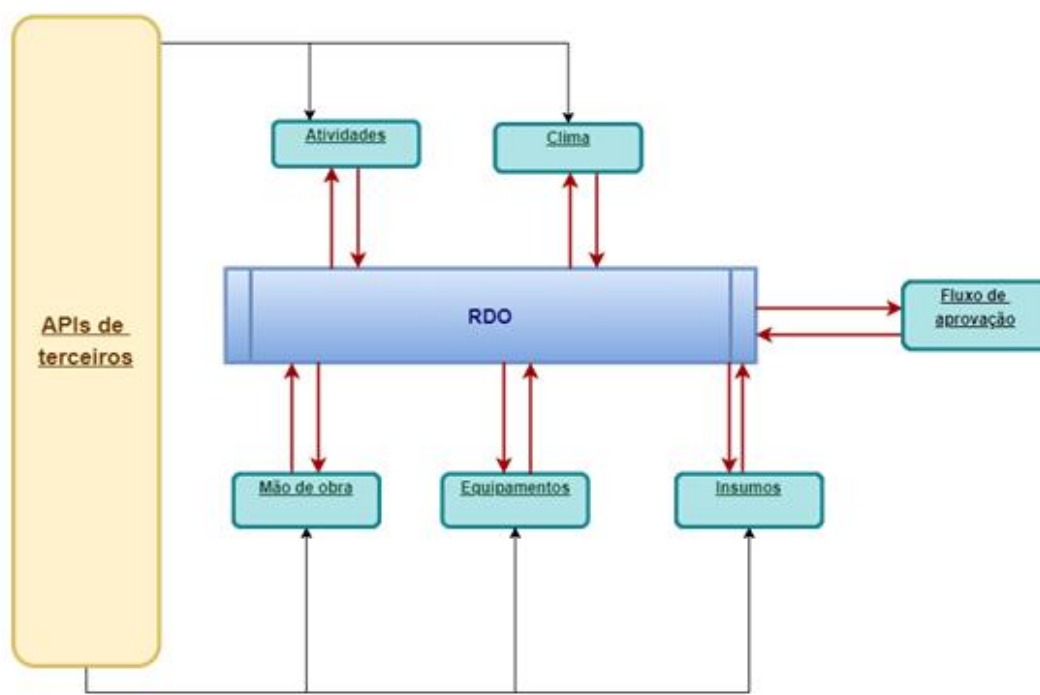 Atividades
Clima
APIs de
terceiros
RDO
Fluxo de
aprovação
Mão de obra
Equipamentos
Insumos